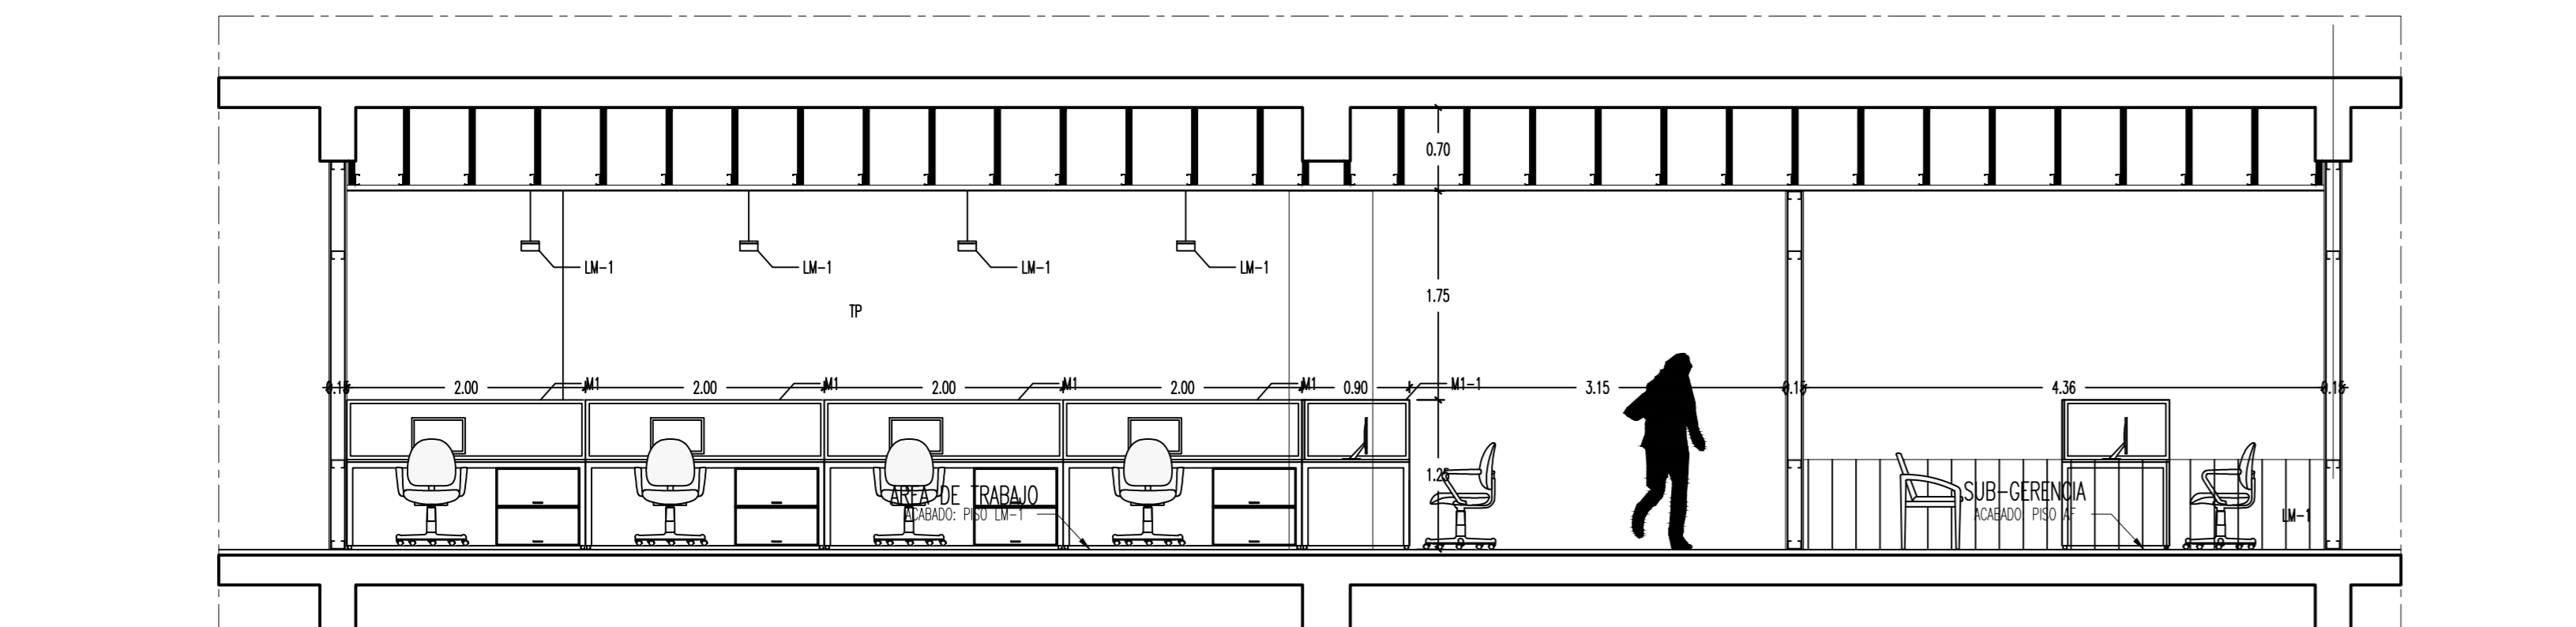 0.70
LM-1
LM-1
LM-1
LM-1
1.75
TP
0.15
2.00
M1
2.00
M1
2.00
M1
2.00
M1
0.90
M1-1
3.15
0.15
4.36
0.15
1.25
AREA DE TRABAJO
ACABADO: PISO LM-1
SUB-GERENCIA
ACABADO: PISO AF
LM-1